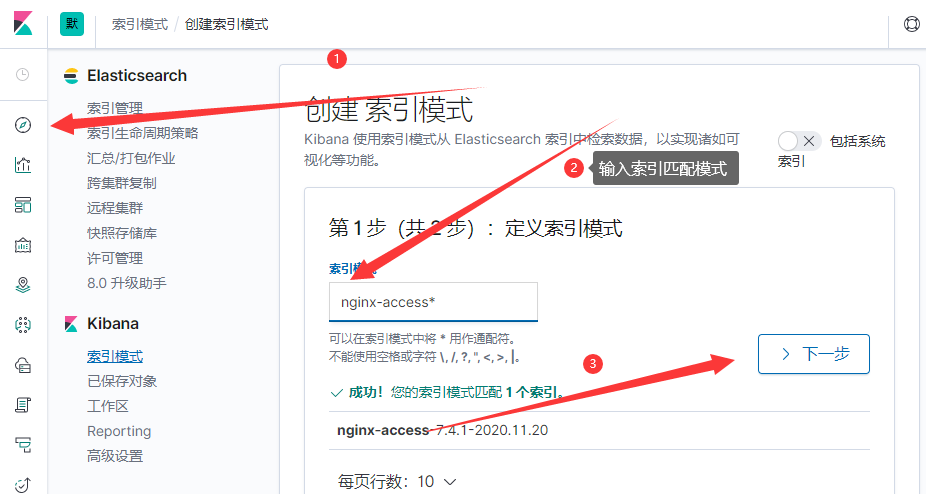 默
索引模式 / 创建索引模式
1
Elasticsearch
索引管理
索引生命周期策略
汇总/打包作业
跨集群复制
远程集群
快照存储库
许可管理
8.0 升级助手
Kibana
索引模式
已保存对象
工作区
Reporting
高级设置
创建 索引模式
Kibana 使用索引模式从 Elasticsearch 索引中检索数据，以实现诸如可
视化等功能。
包括系统
索引
2
输入索引匹配模式
第 1 步（共 2 步）：定义索引模式
索引模式
nginx-access*
可以在索引模式中将 * 用作通配符。
不能使用空格或字符 \, /, ?, ", <, >, |。
3
下一步
成功！您的索引模式匹配 1 个索引。
nginx-access-7.4.1-2020.11.20
每页行数：10